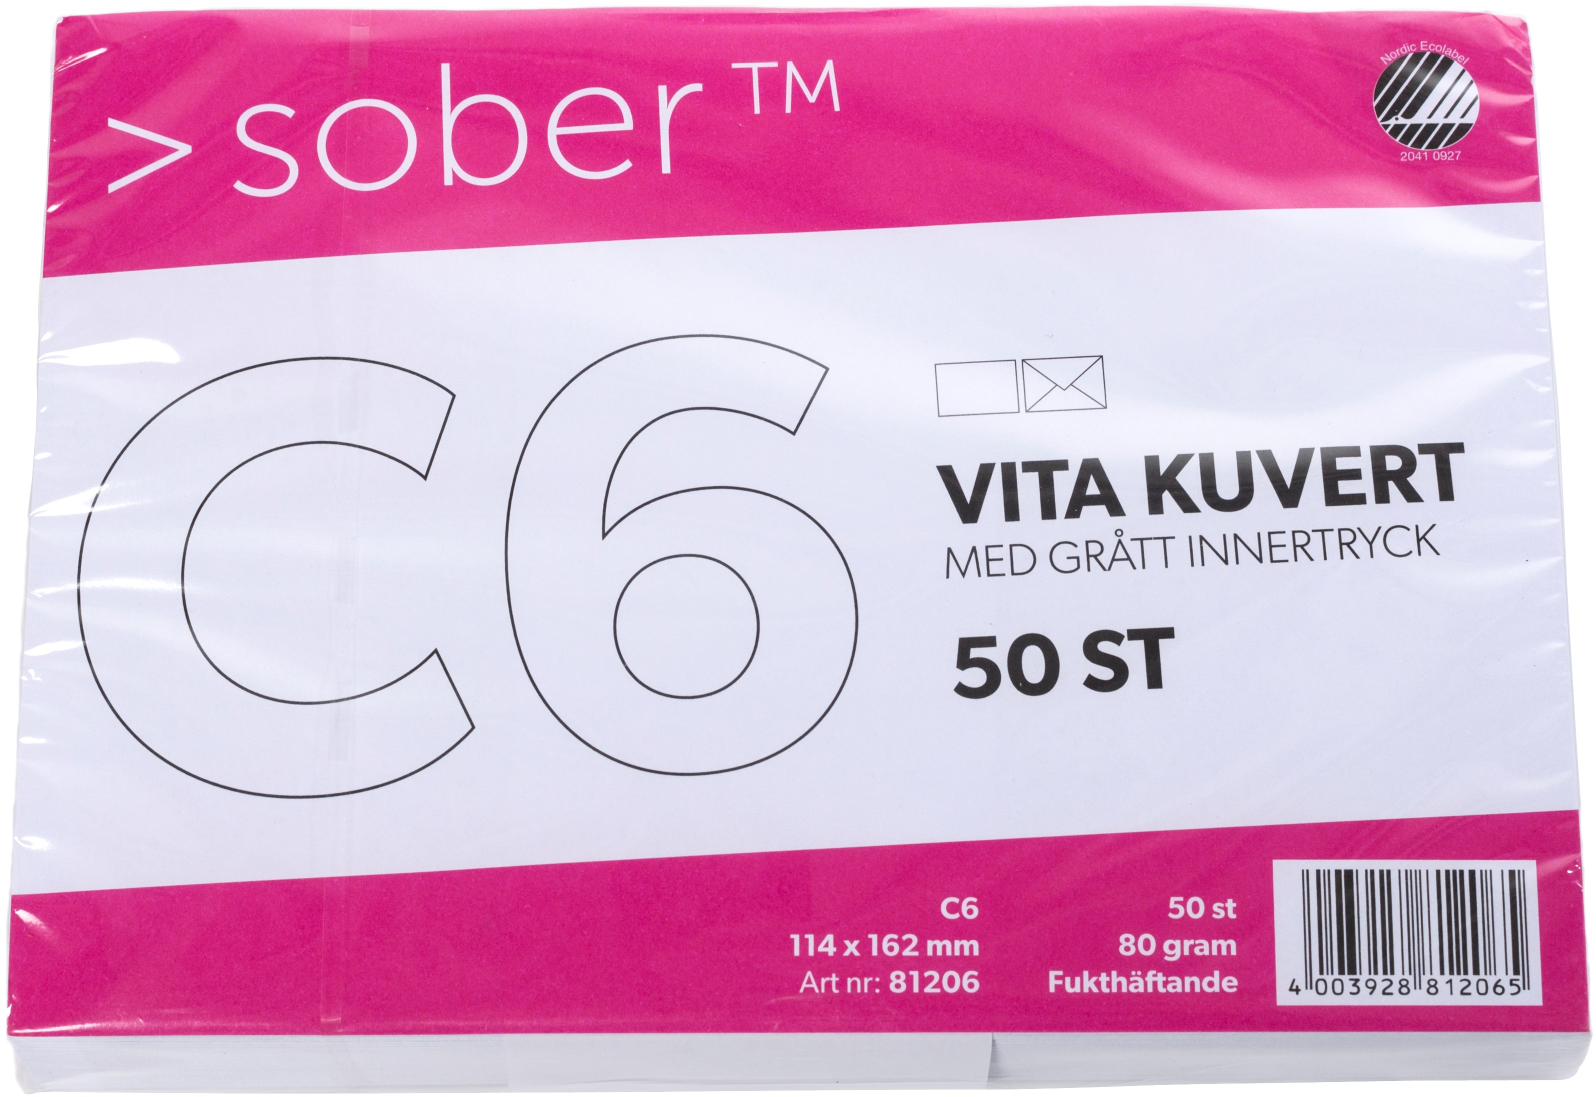 > sober™
Nordic Ecolabel
2041 0927
C6
VITA KUVERT
MED GRÅTT INNERTRYCK
50 ST
C6
114 x 162 mm
Art nr: 81206
50 st
80 gram
Fukthäftande
4 003928 812065